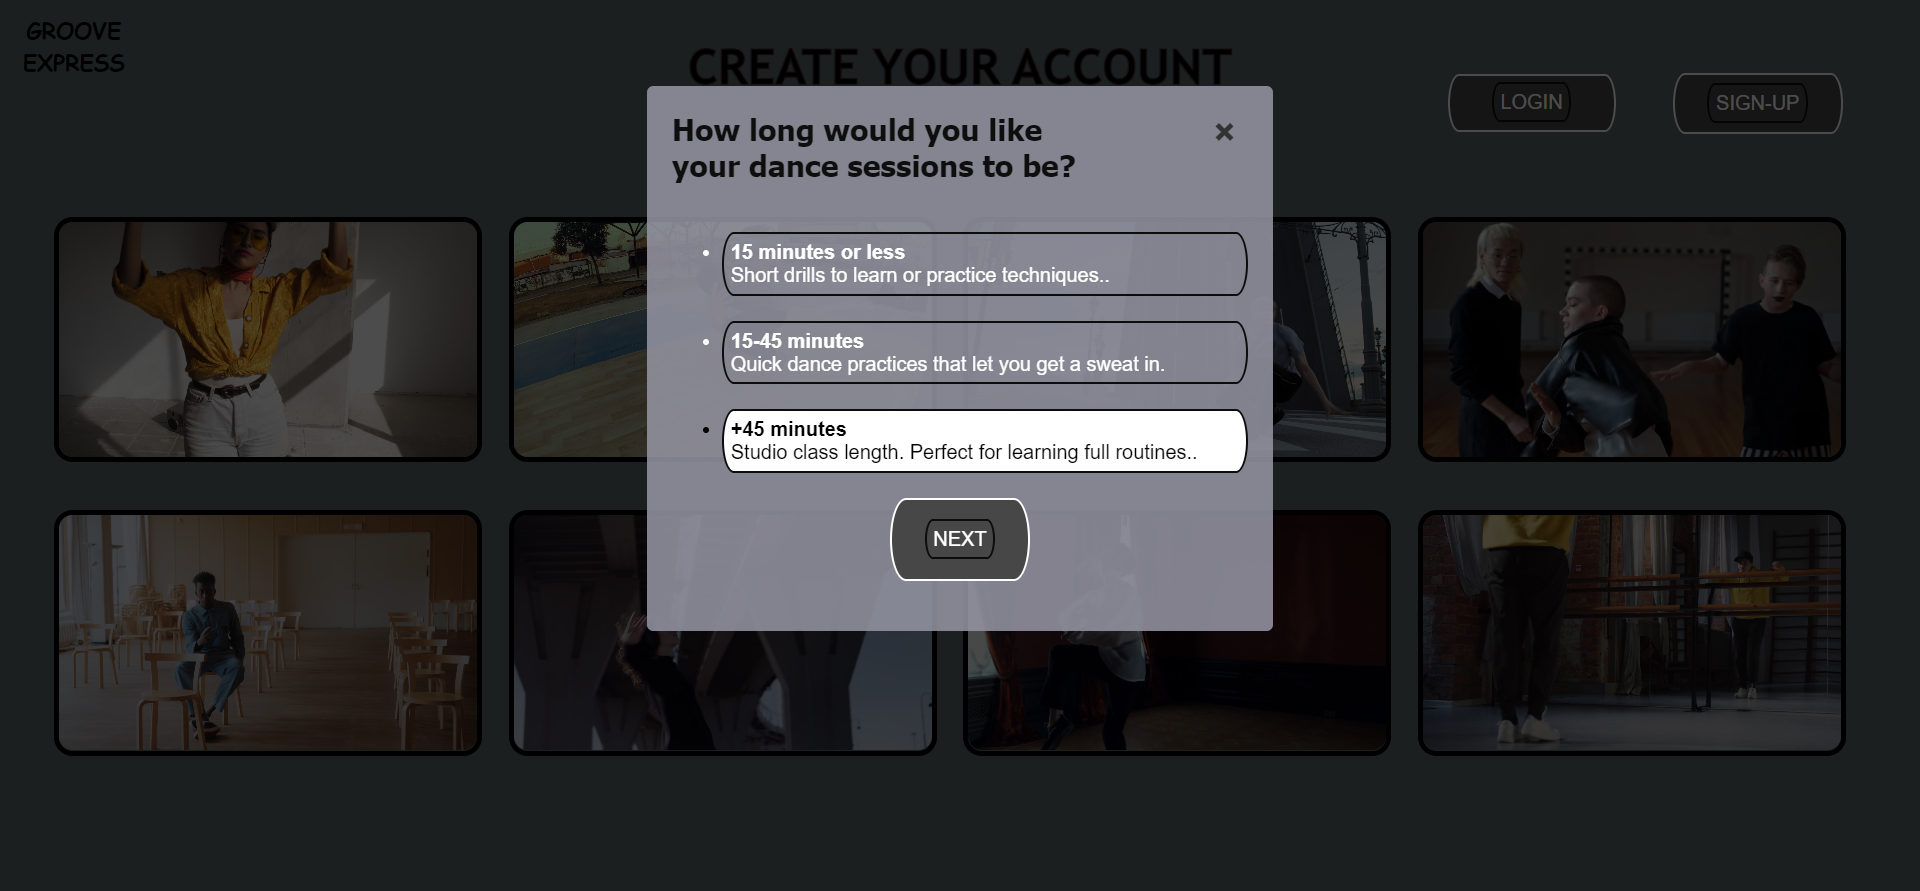 GROOVE
EXPRESS
CREATE YOUR ACCOUNT
LOGIN
SIGN-UP
How long would you like
your dance sessions to be?
×
15 minutes or less
Short drills to learn or practice techniques..
15-45 minutes
Quick dance practices that let you get a sweat in.
+45 minutes
Studio class length. Perfect for learning full routines..
NEXT